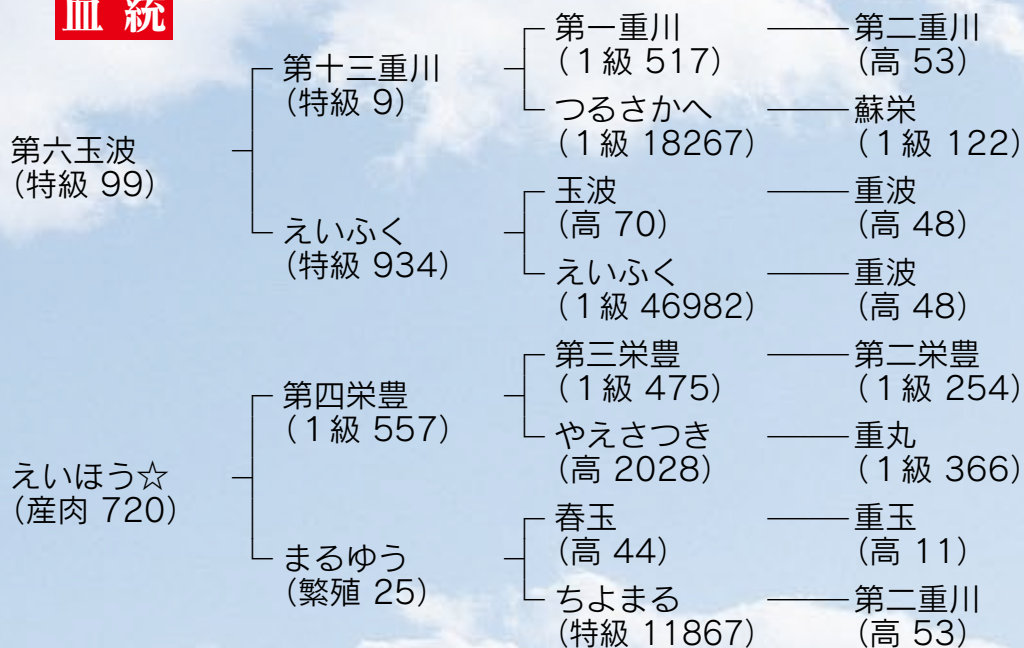 血統
第六玉波
(特級 99)
えいほう☆
(産肉 720)
第十三重川
(特級 9)
えいふく
(特級 934)
第四栄豊
(1級 557)
まるゆう
(繁殖 25)
第一重川
(1級 517)
つるさかへ
(1級 18267)
玉波
(高 70)
えいふく
(1級 46982)
第三栄豊
(1級 475)
やえさつき
(高 2028)
春玉
(高 44)
ちよまる
(特級 11867)
第二重川
(高 53)
蘇栄
(1級 122)
重波
(高 48)
重波
(高 48)
第二栄豊
(1級 254)
重丸
(1級 366)
重玉
(高 11)
第二重川
(高 53)